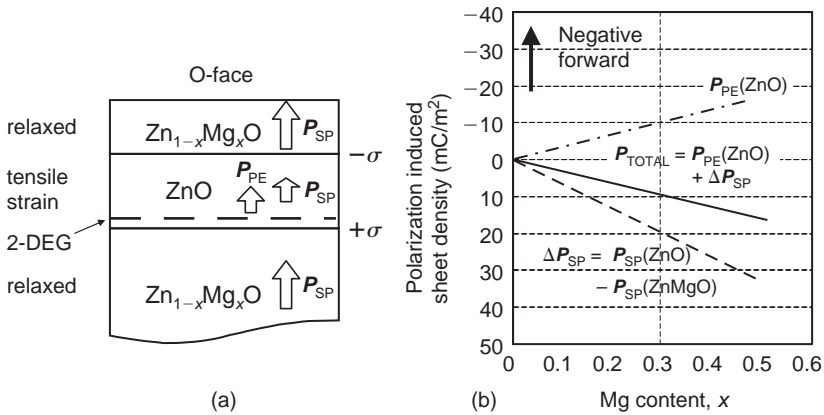 O-face
relaxed
Zn1−xMgxO
PSP
−σ
tensile
strain
PPE
ZnO
PSP
2-DEG
+σ
relaxed
Zn1−xMgxO
PSP
(a)
Polarization induced
sheet density (mC/m²)
−40
−30
−20
−10
0
10
20
30
40
50
Negative
forward
PPE(ZnO)
PTOTAL = PPE(ZnO)
+ ΔPSP
ΔPSP = PSP(ZnO)
− PSP(ZnMgO)
0 0.1 0.2 0.3 0.4 0.5 0.6
(b)
Mg content, x